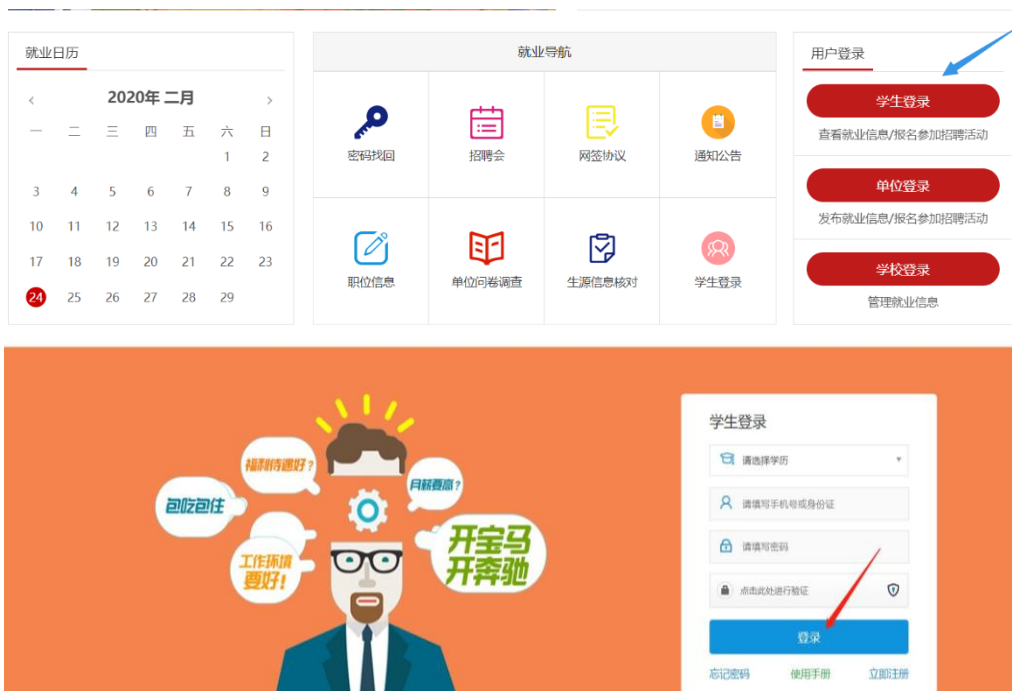 就业日历
2020年 二月
一 二 三 四 五 六 日
1 2
3 4 5 6 7 8 9
10 11 12 13 14 15 16
17 18 19 20 21 22 23
24 25 26 27 28 29
就业导航
密码找回 招聘会 网签协议 通知公告
职位信息 单位问卷调查 生源信息核对 学生登录
用户登录
学生登录
查看就业信息/报名参加招聘活动
单位登录
发布就业信息/报名参加招聘活动
学校登录
管理就业信息
福利待遇好?
包吃包住
月薪要高?
工作环境
要好!
开宝马
开奔驰
学生登录
请选择学历
请填写手机号或身份证
请填写密码
点击此处进行验证
登录
忘记密码 使用手册 立即注册